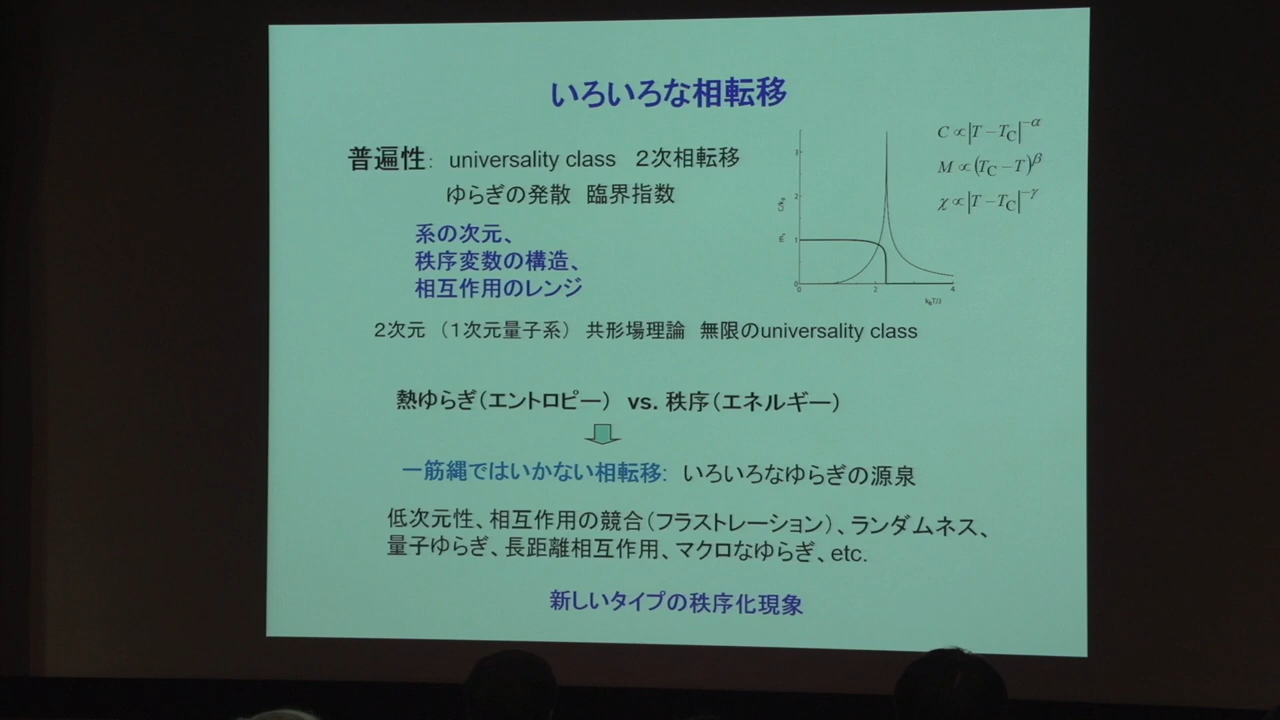 いろいろな相転移
普遍性: universality class 2次相転移
ゆらぎの発散 臨界指数
系の次元、
秩序変数の構造、
相互作用のレンジ
C ∝ |T − T_C|^{−α}
M ∝ (T_C − T)^β
χ ∝ |T − T_C|^{−γ}
3
2
1
0
0 2 4
2次元 (1次元量子系) 共形場理論 無限のuniversality class
熱ゆらぎ(エントロピー) vs. 秩序(エネルギー)
一筋縄ではいかない相転移: いろいろなゆらぎの源泉
低次元性、相互作用の競合(フラストレーション)、ランダムネス、
量子ゆらぎ、長距離相互作用、マクロなゆらぎ、etc.
新しいタイプの秩序化現象